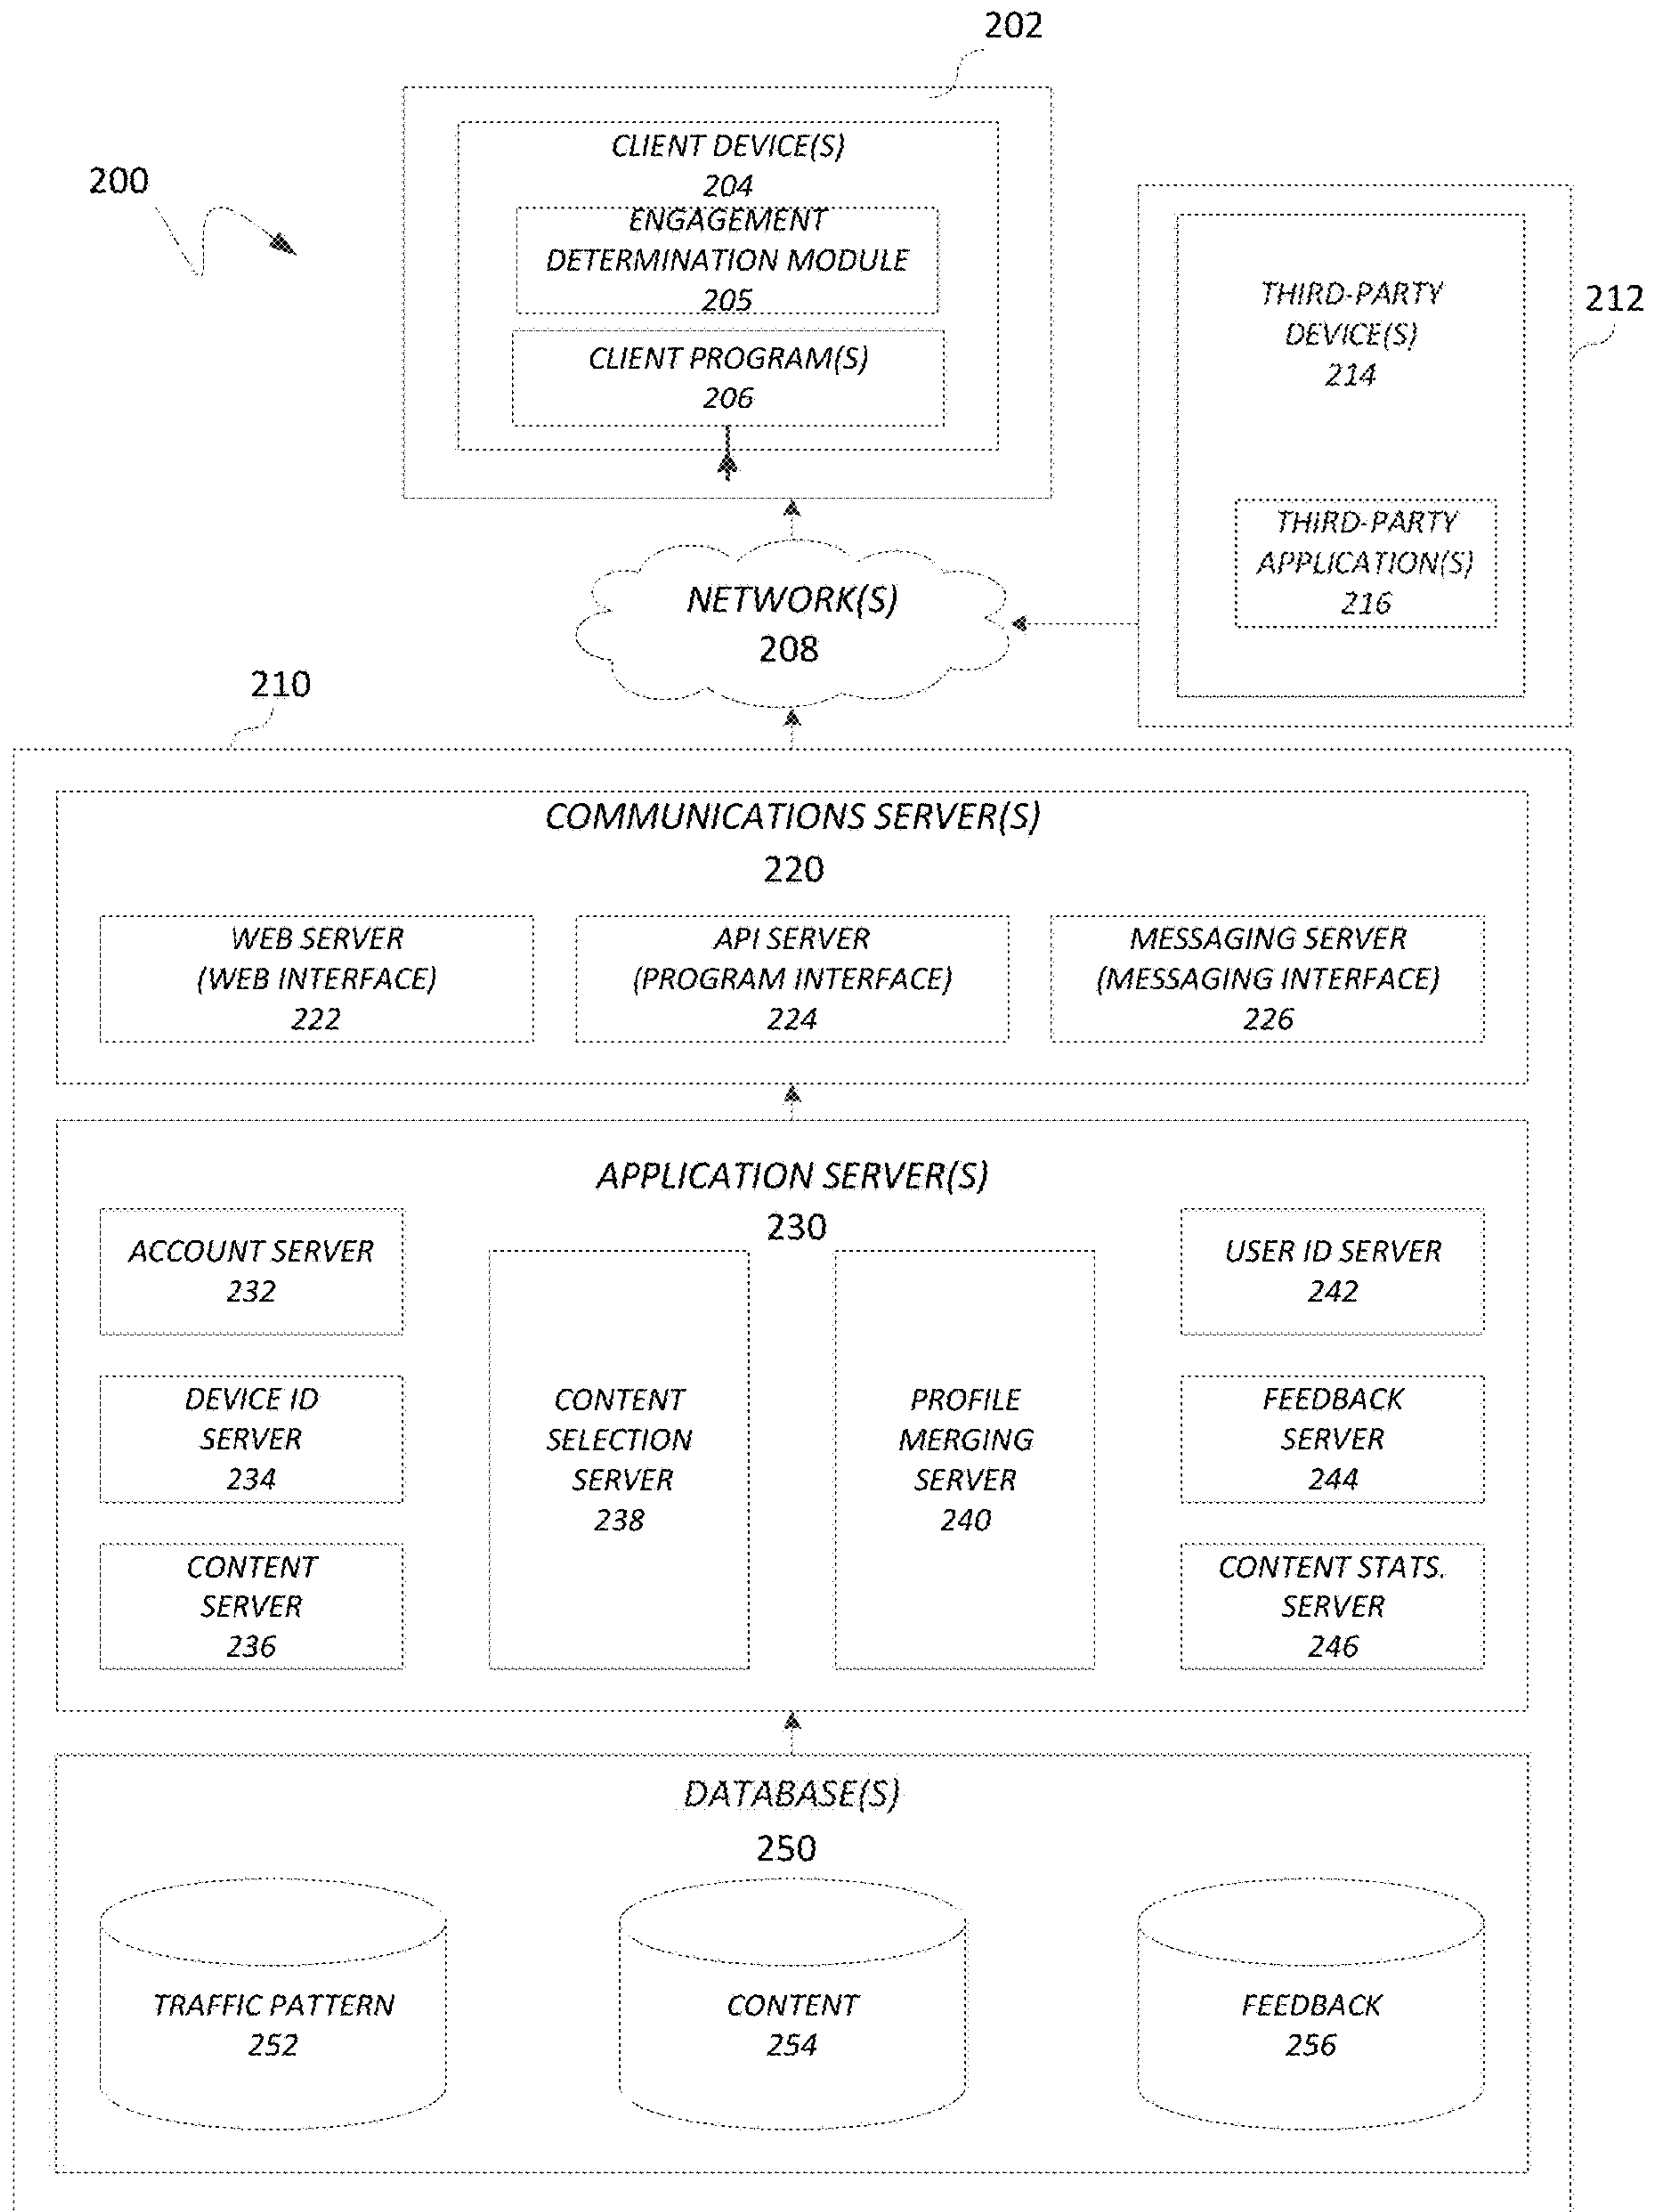 202
200
CLIENT DEVICE(S)
204
ENGAGEMENT
DETERMINATION MODULE
205
CLIENT PROGRAM(S)
206
212
THIRD-PARTY
DEVICE(S)
214
THIRD-PARTY
APPLICATION(S)
216
NETWORK(S)
208
210
COMMUNICATIONS SERVER(S)
220
WEB SERVER
(WEB INTERFACE)
222
API SERVER
(PROGRAM INTERFACE)
224
MESSAGING SERVER
(MESSAGING INTERFACE)
226
APPLICATION SERVER(S)
230
ACCOUNT SERVER
232
DEVICE ID
SERVER
234
CONTENT
SERVER
236
CONTENT
SELECTION
SERVER
238
PROFILE
MERGING
SERVER
240
USER ID SERVER
242
FEEDBACK
SERVER
244
CONTENT STATS.
SERVER
246
DATABASE(S)
250
TRAFFIC PATTERN
252
CONTENT
254
FEEDBACK
256